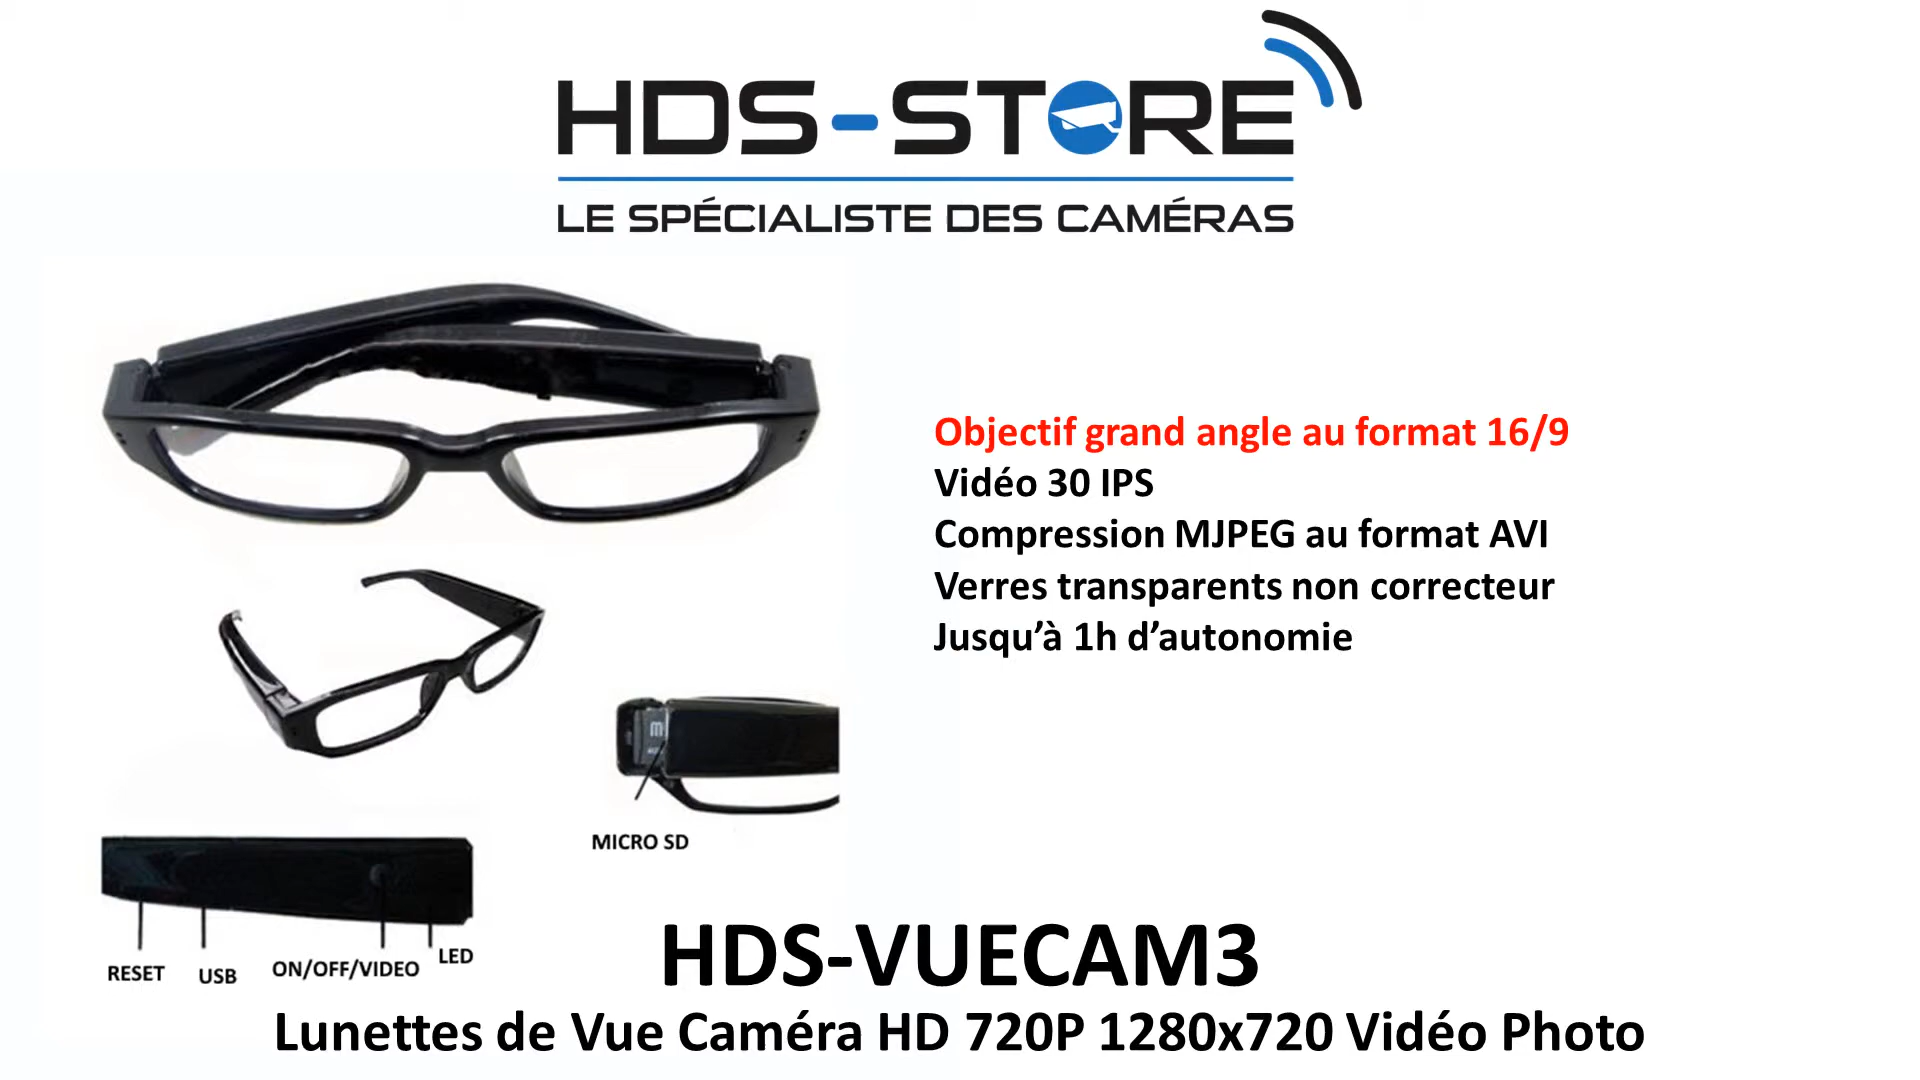 HDS-STORE
LE SPÉCIALISTE DES CAMÉRAS
Objectif grand angle au format 16/9
Vidéo 30 IPS
Compression MJPEG au format AVI
Verres transparents non correcteur
Jusqu’à 1h d’autonomie
MICRO SD
RESET
USB
ON/OFF/VIDEO
LED
HDS-VUECAM3
Lunettes de Vue Caméra HD 720P 1280x720 Vidéo Photo